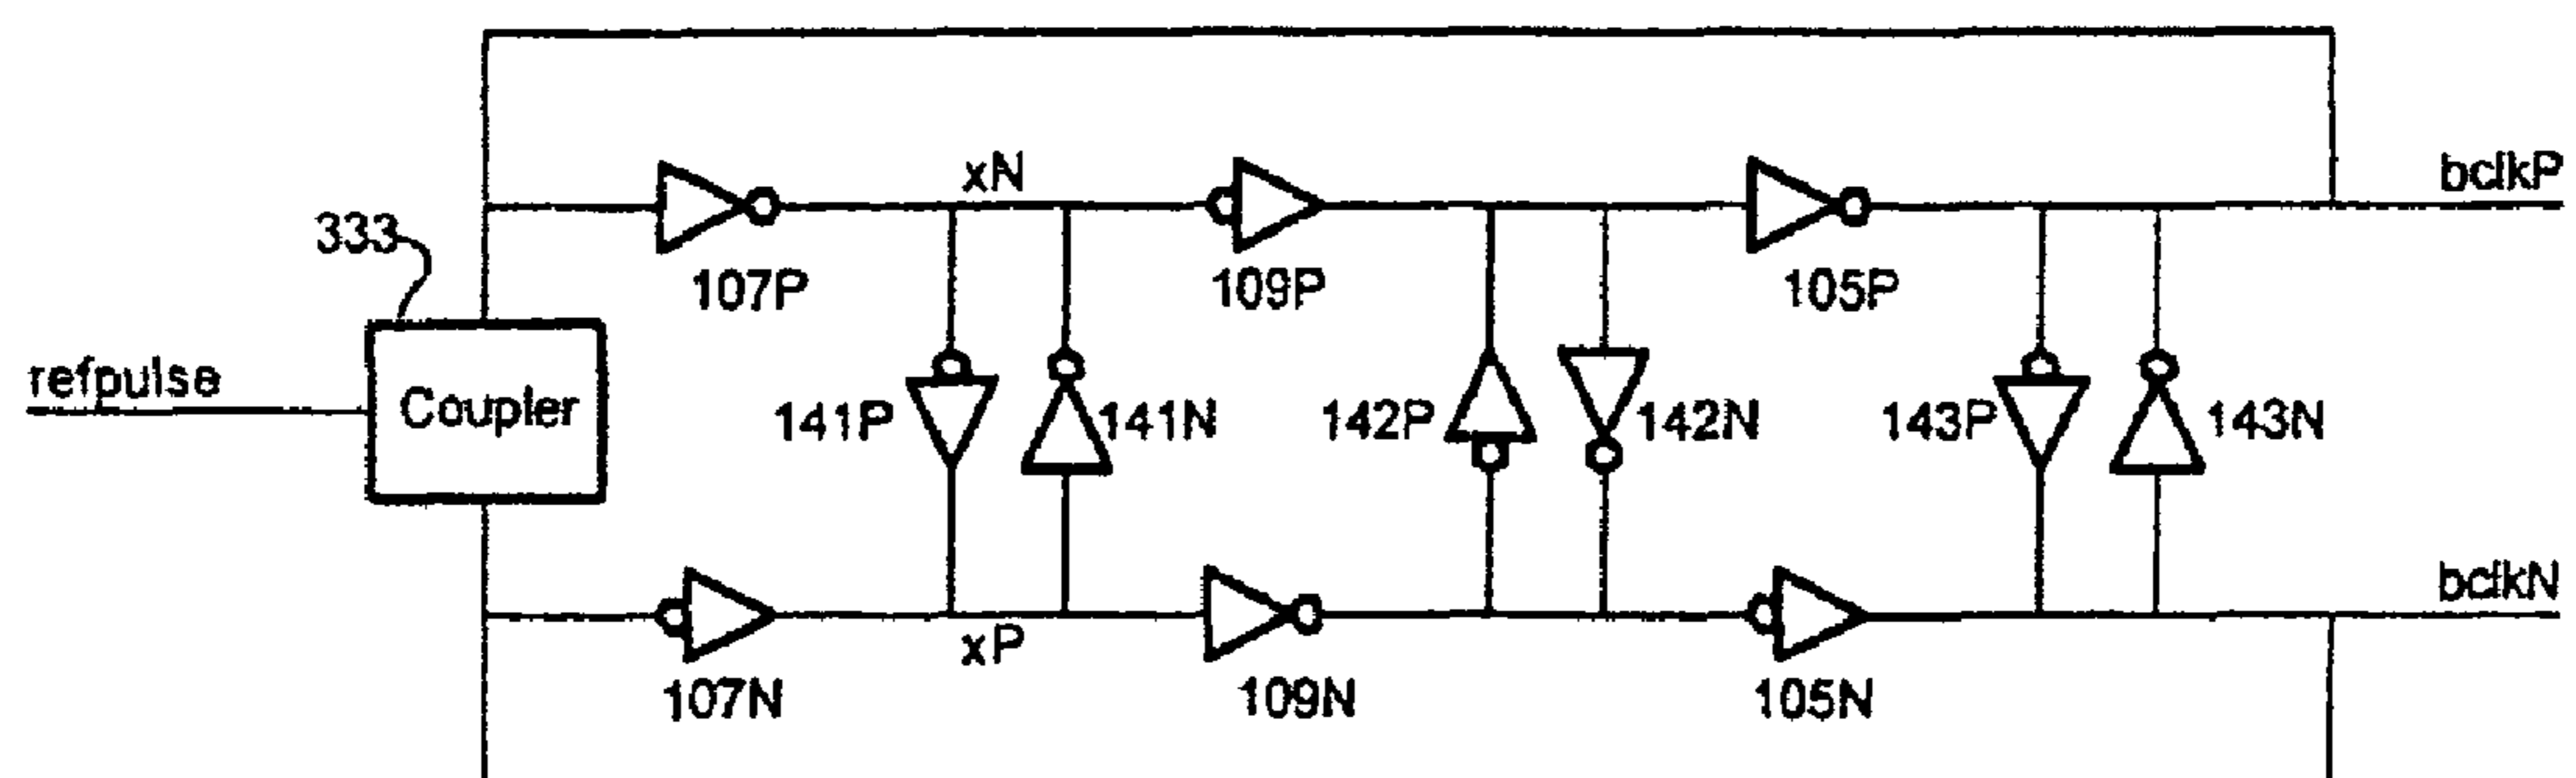 xN
bclkP
333
107P
109P
105P
refpulse
Coupler
141P
141N
142P
142N
143P
143N
bclkN
xP
107N
109N
105N